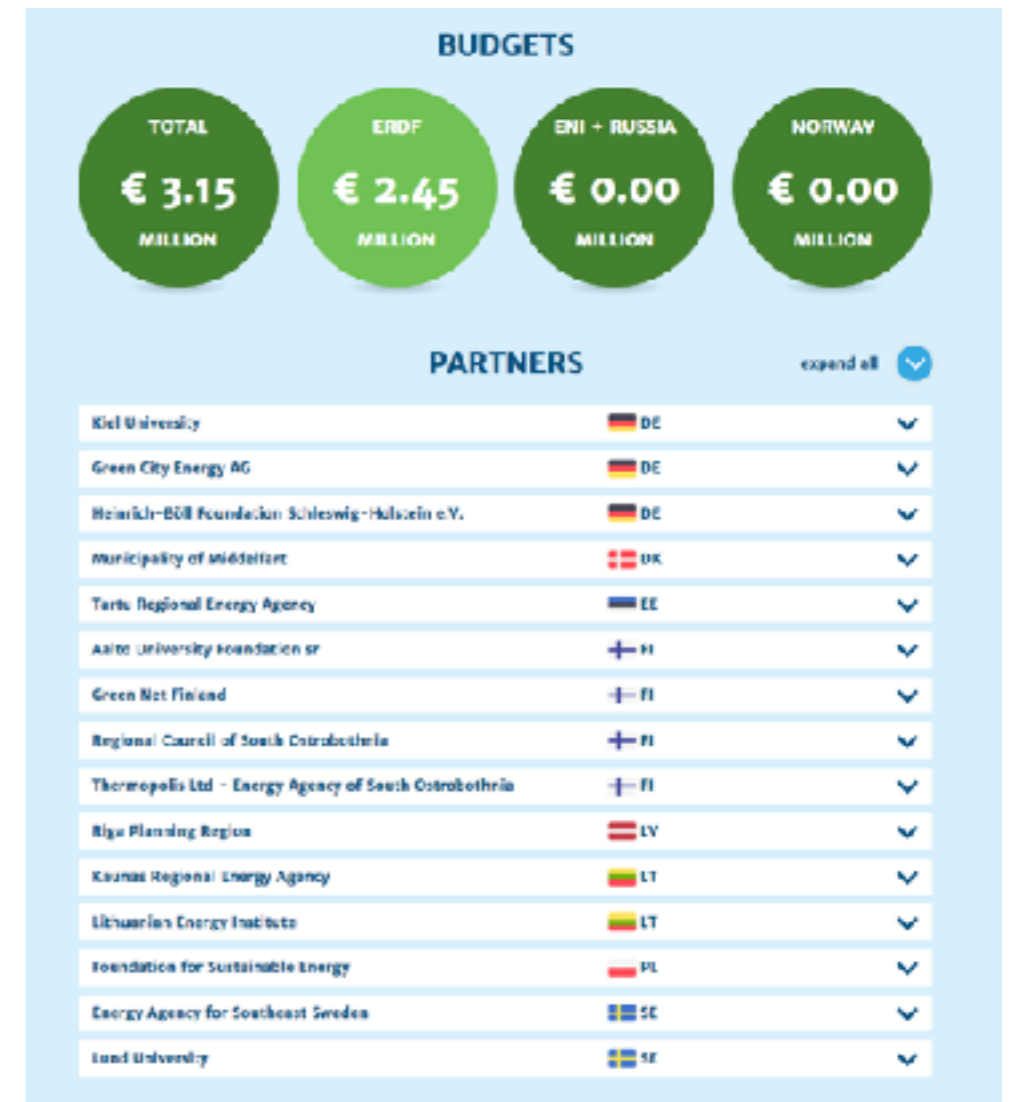 BUDGETS
TOTAL ERDF ENI + RUSSIA NORWAY
€ 3.15 € 2.45 € 0.00 € 0.00
MILLION MILLION MILLION MILLION
PARTNERS expand all
Kiel University DE
Green City Energy AG DE
Heinrich-Böll Foundation Schleswig-Holstein e.V. DE
Municipality of Middelfart DK
Tartu Regional Energy Agency EE
Aalto University Foundation sr FI
Green Net Finland FI
Regional Council of South Ostrobothnia FI
Thermopolis Ltd - Energy Agency of South Ostrobothnia FI
Riga Planning Region LV
Kaunas Regional Energy Agency LT
Lithuanian Energy Institute LT
Foundation for Sustainable Energy PL
Energy Agency for Southeast Sweden SE
Lund University SE